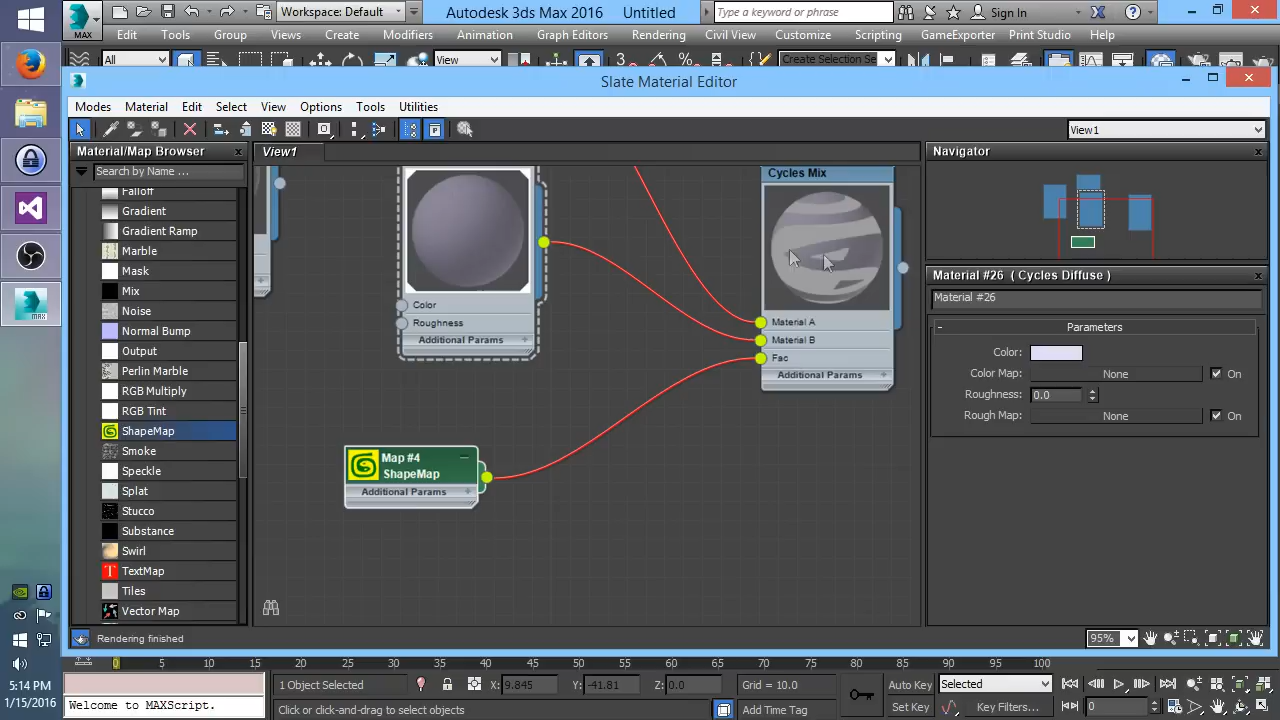 Workspace: Default
Autodesk 3ds Max 2016
Untitled
Type a keyword or phrase
Sign In
MAX
Edit
Tools
Group
Views
Create
Modifiers
Animation
Graph Editors
Rendering
Civil View
Customize
Scripting
GameExporter
Print Studio
Help
All
View
Create Selection Se
Slate Material Editor
Modes
Material
Edit
Select
View
Options
Tools
Utilities
View1
Material/Map Browser
Search by Name ...
Falloff
Gradient
Gradient Ramp
Marble
Mask
Mix
Noise
Normal Bump
Output
Perlin Marble
RGB Multiply
RGB Tint
ShapeMap
Smoke
Speckle
Splat
Stucco
Substance
Swirl
TextMap
Tiles
Vector Map
View1
Color
Roughness
Additional Params
Map #4
ShapeMap
Additional Params
Cycles Mix
Material A
Material B
Fac
Additional Params
Navigator
Material #26 ( Cycles Diffuse )
Material #26
Parameters
Color:
Color Map:
None
On
Roughness:
0.0
Rough Map:
None
On
Rendering finished
95%
0
5
10
15
20
25
30
35
40
45
50
55
60
65
70
75
80
85
90
95
100
Welcome to MAXScript.
1 Object Selected
X:
9.845
Y:
-41.81
Z:
0.0
Grid = 10.0
Click or click-and-drag to select objects
Add Time Tag
Auto Key
Selected
Set Key
Key Filters...
0
MAX
5:14 PM
1/15/2016